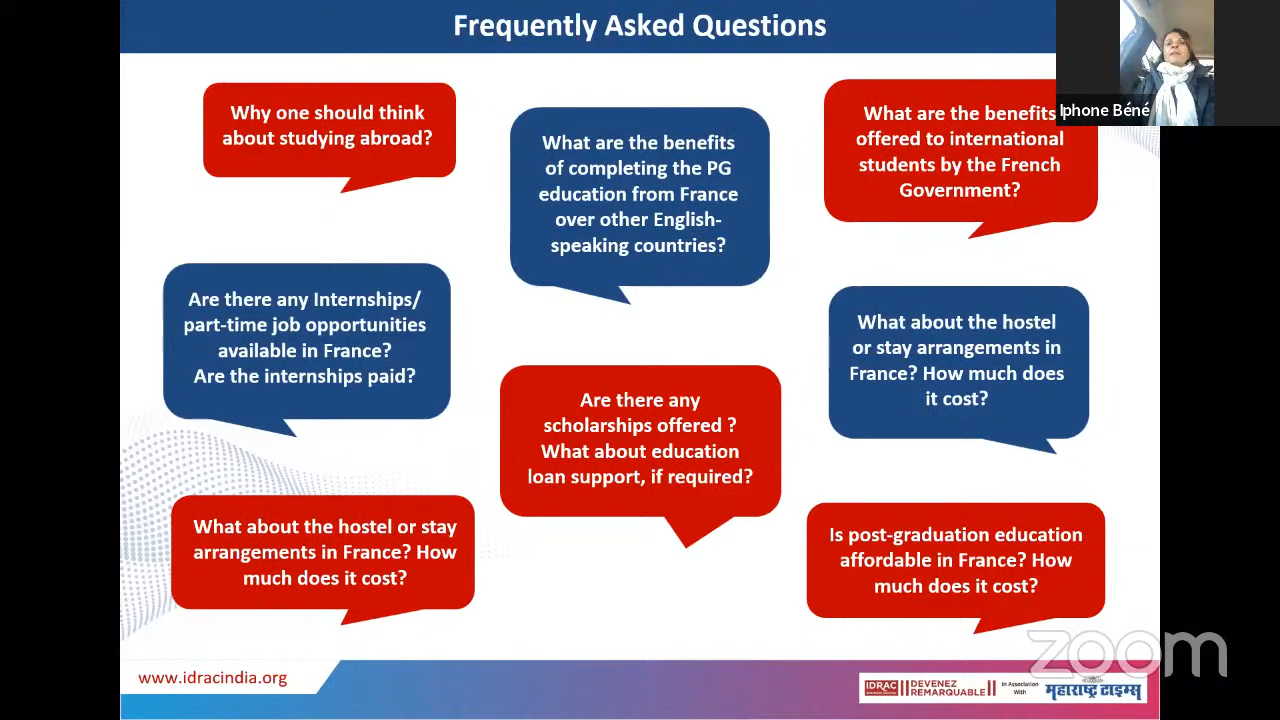 Frequently Asked Questions
Iphone Béné
Why one should think
about studying abroad?
What are the benefits
of completing the PG
education from France
over other English-
speaking countries?
What are the benefits
offered to international
students by the French
Government?
Are there any Internships/
part-time job opportunities
available in France?
Are the internships paid?
Are there any
scholarships offered ?
What about education
loan support, if required?
What about the hostel
or stay arrangements in
France? How much does
it cost?
What about the hostel or stay
arrangements in France? How
much does it cost?
Is post-graduation education
affordable in France? How
much does it cost?
zoom
www.idracindia.org
IDRAC
DEVENEZ
REMARQUABLE
In Association
With
महाराष्ट्र टाइम्स